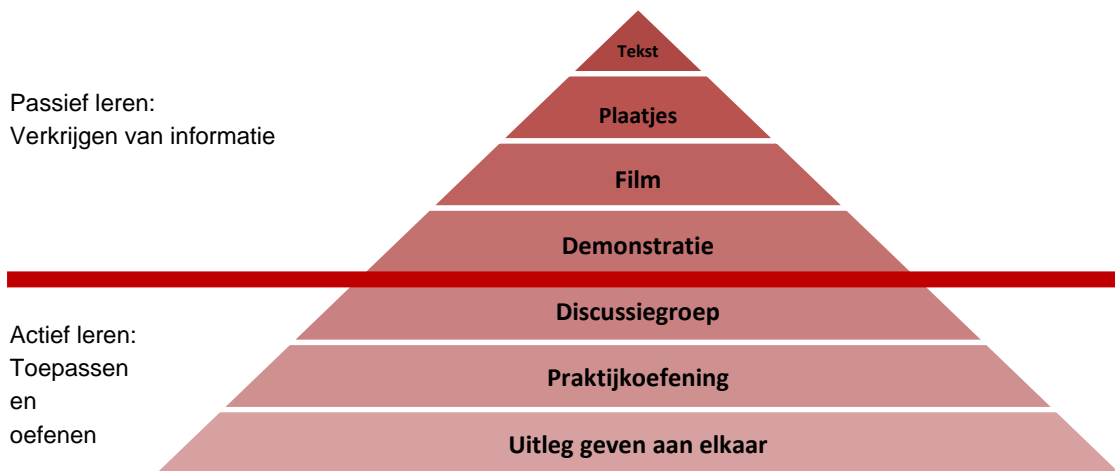 Tekst
Passief leren:
Verkrijgen van informatie
Plaatjes
Film
Demonstratie
Discussiegroep
Actief leren:
Toepassen
en
oefenen
Praktijkoefening
Uitleg geven aan elkaar